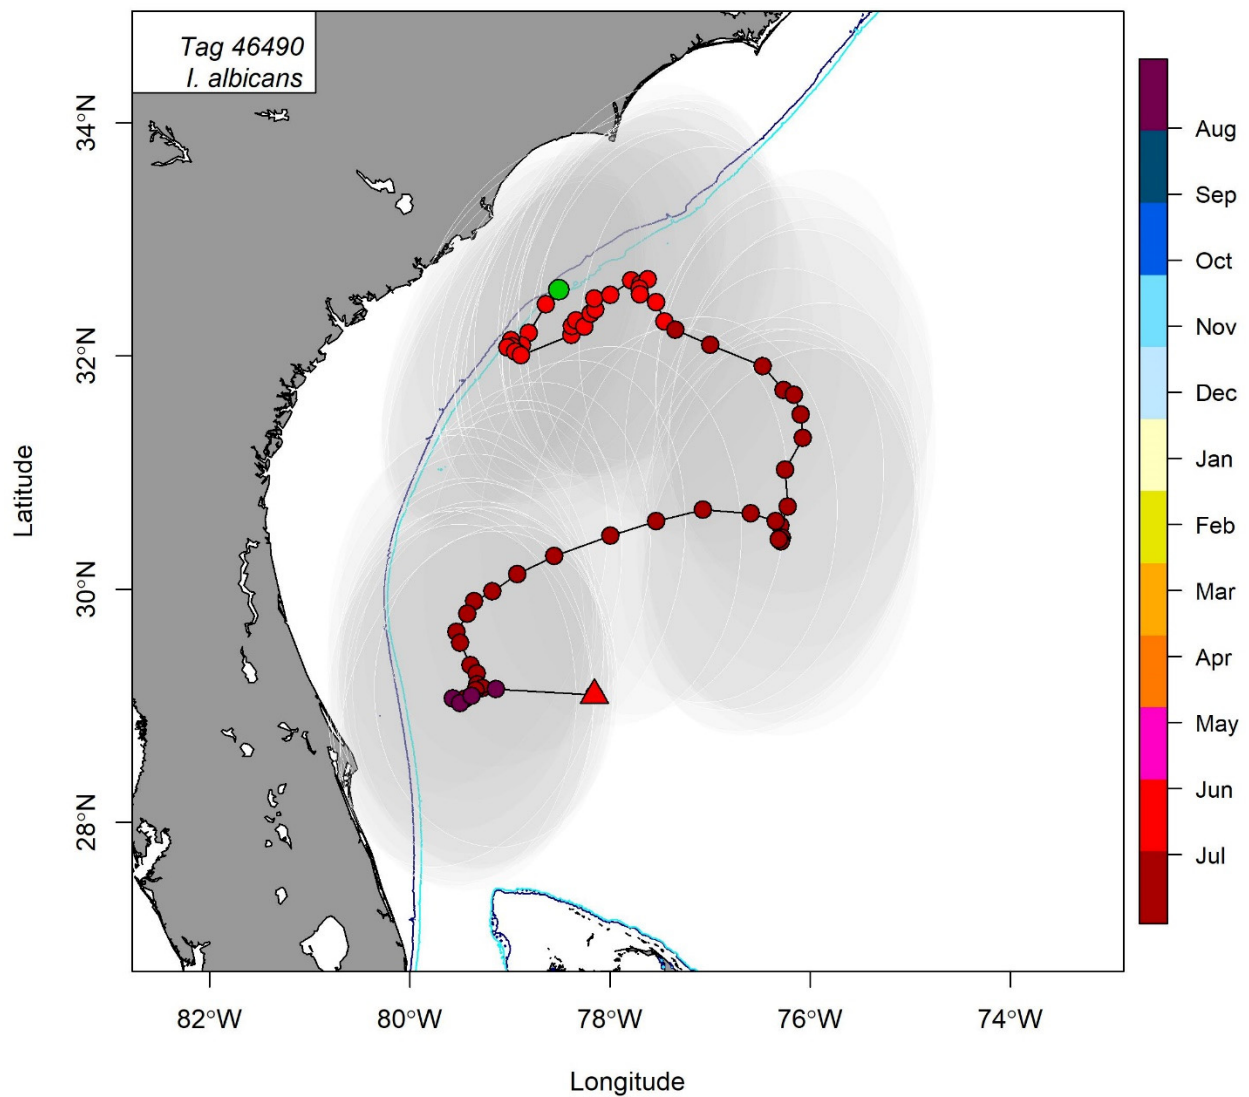 Tag 46490
I. albicans
34°N
32°N
30°N
28°N
Latitude
82°W
80°W
78°W
76°W
74°W
Longitude
Aug
Sep
Oct
Nov
Dec
Jan
Feb
Mar
Apr
May
Jun
Jul